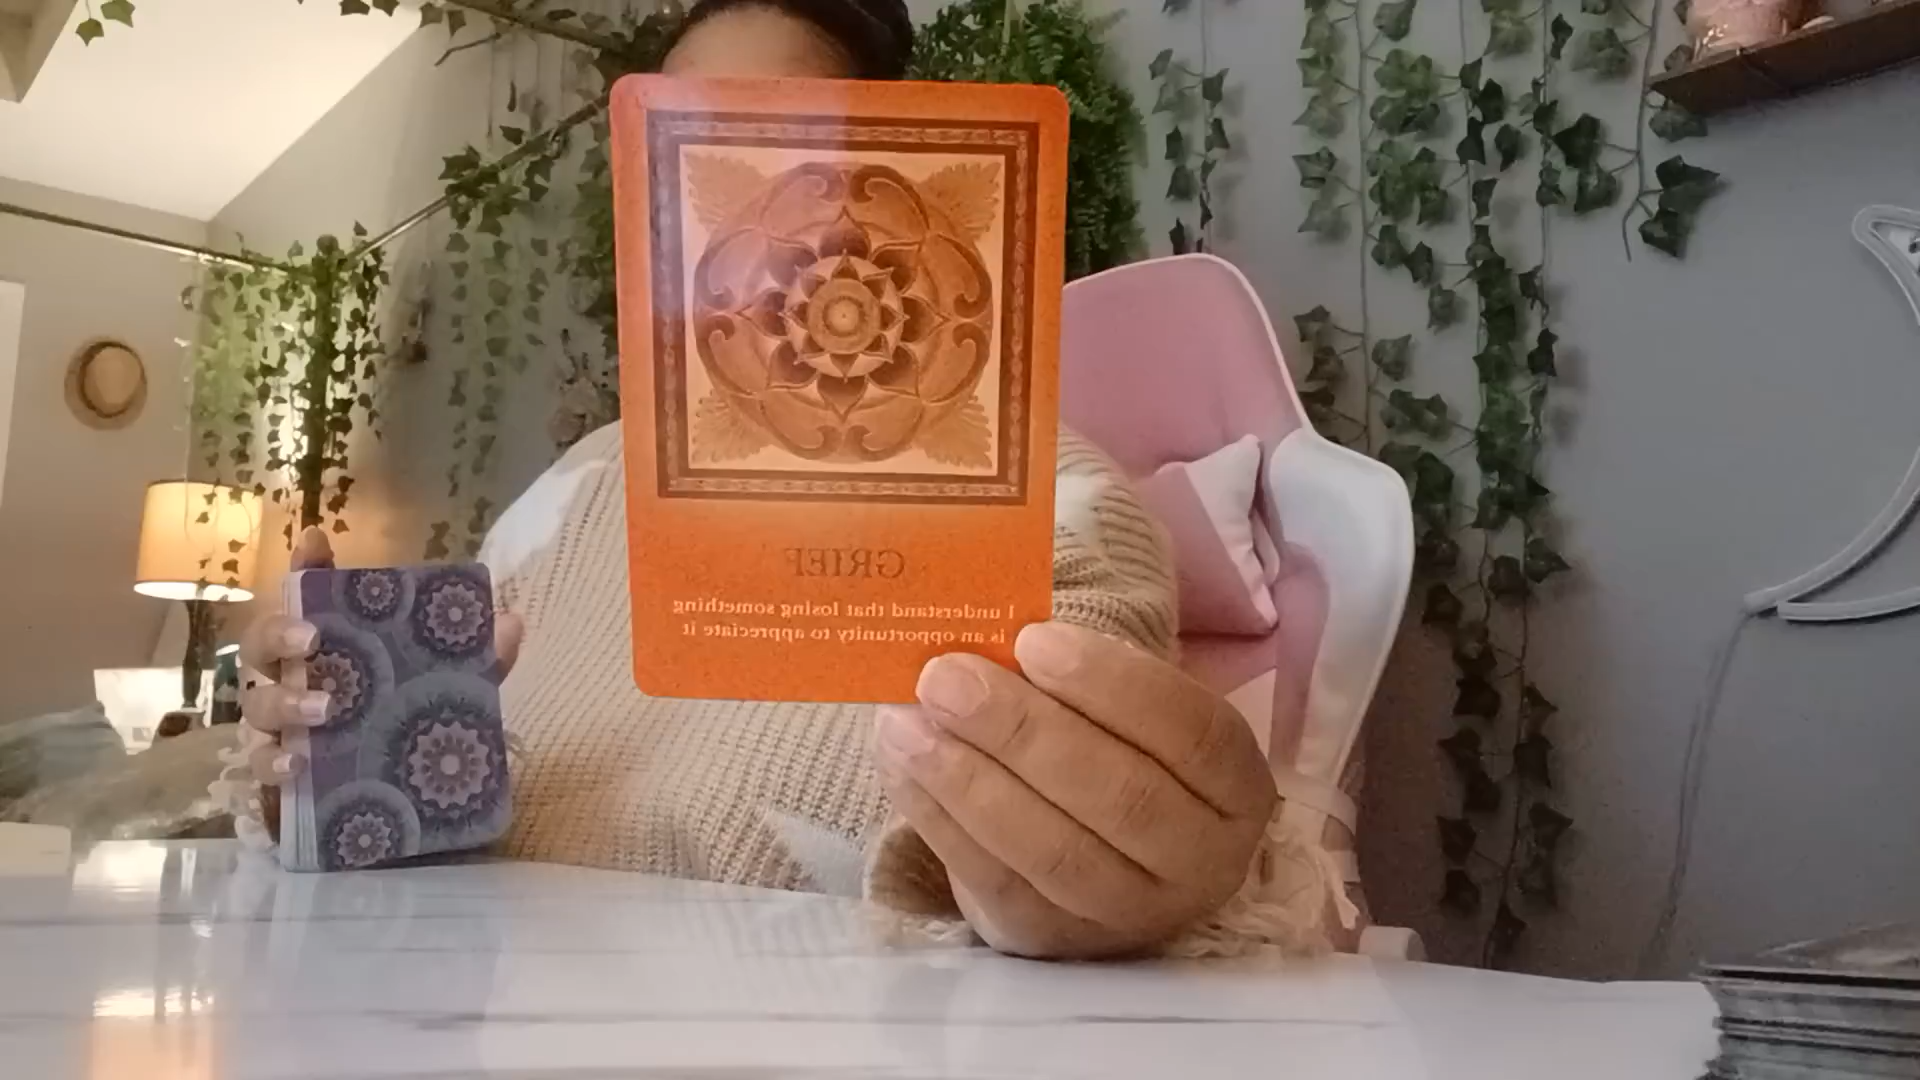 GRIEF
I understand that losing something
is an opportunity to appreciate it